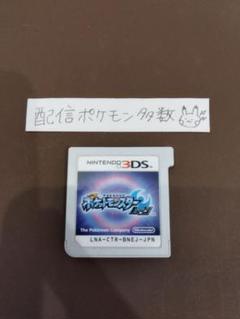 配信ポケモン多数
NINTENDO 3DS
ポケットモンスター
The Pokémon Company
Nintendo
LNA-CTR-BNEJ-JPN